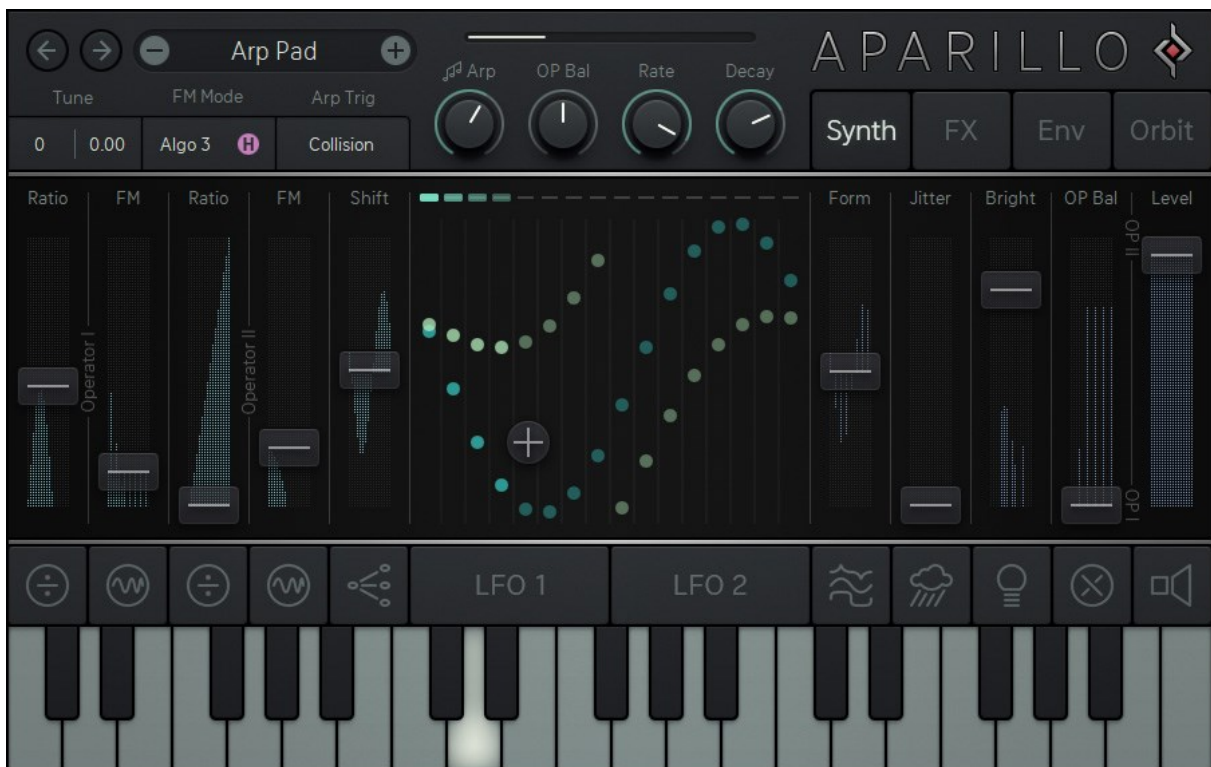 Arp Pad
APARILLO
Arp OP Bal Rate Decay
Tune FM Mode Arp Trig
0 0.00 Algo 3 H Collision
Synth FX Env Orbit
Ratio FM Ratio FM Shift Form Jitter Bright OP Bal Level
Operator I
Operator II
OP II
OP I
LFO 1 LFO 2